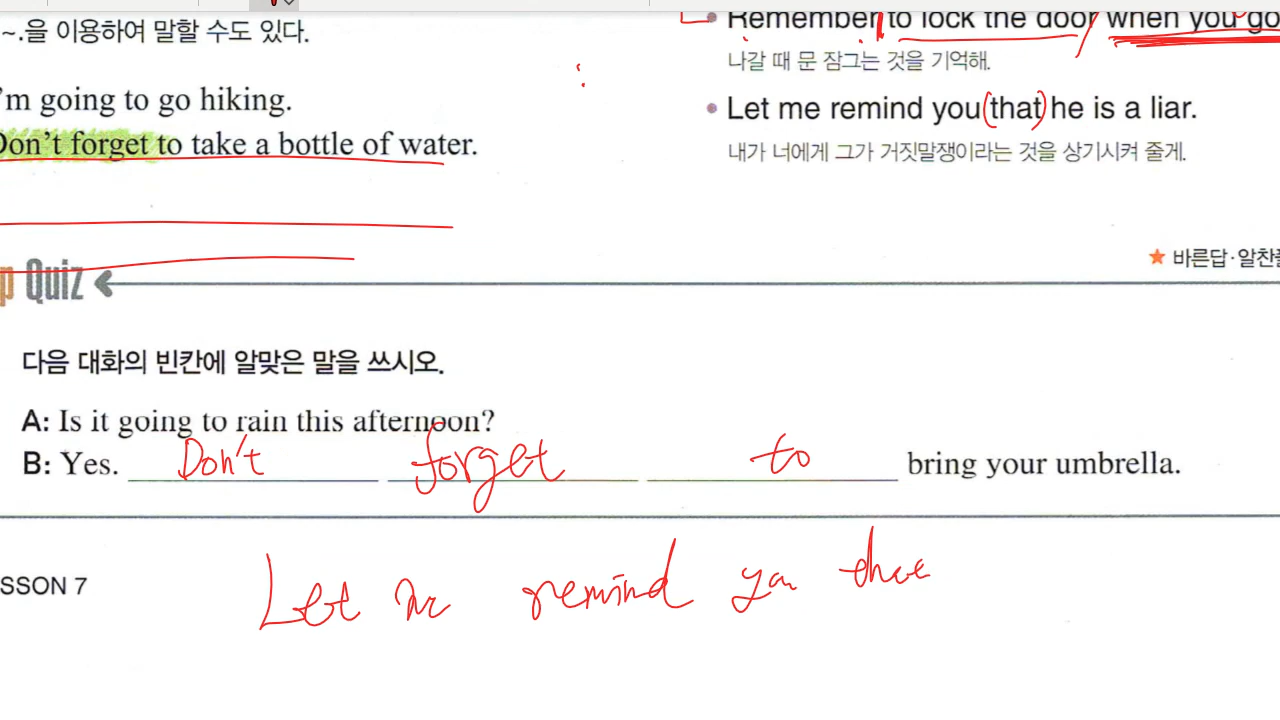 ~.을 이용하여 말할 수도 있다.
'm going to go hiking.
Don't forget to take a bottle of water.
Remember to lock the door when you go
나갈 때 문 잠그는 것을 기억해.
Let me remind you (that) he is a liar.
내가 너에게 그가 거짓말쟁이라는 것을 상기시켜 줄게.
p Quiz
★ 바른답·알찬
다음 대화의 빈칸에 알맞은 말을 쓰시오.
A: Is it going to rain this afternoon?
B: Yes. Don't forget to bring your umbrella.
SSON 7
Let me remind you that